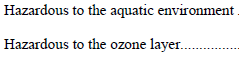 Hazardous to the aquatic environment .
Hazardous to the ozone layer................